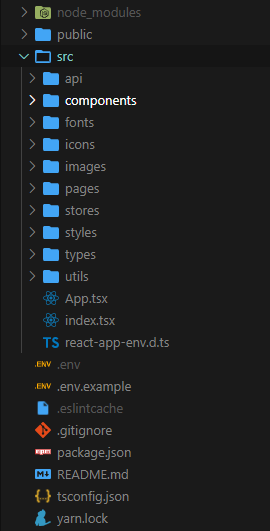 node_modules
public
src
api
components
fonts
icons
images
pages
stores
styles
types
utils
App.tsx
index.tsx
TS react-app-env.d.ts
.ENV .env
.ENV .env.example
.eslintcache
.gitignore
npm package.json
README.md
tsconfig.json
yarn.lock